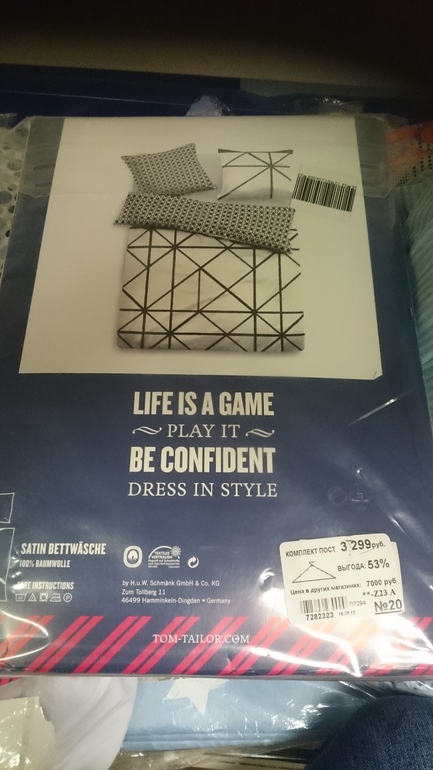 LIFE IS A GAME
PLAY IT
BE CONFIDENT
DRESS IN STYLE
SATIN BETTWÄSCHE
100% BAUMWOLLE
INSTRUCTIONS
by H.u.W. Schmänk GmbH & Co. KG
Zum Tollberg 11
46499 Hamminkeln-Dingden • Germany
КОМПЛЕКТ ПОСТ 3 299 руб.
ВЫГОДА: 53%
Цена в других магазинах: 7000 руб
**-Z23 A
7282323
№20
TOM-TAILOR.COM